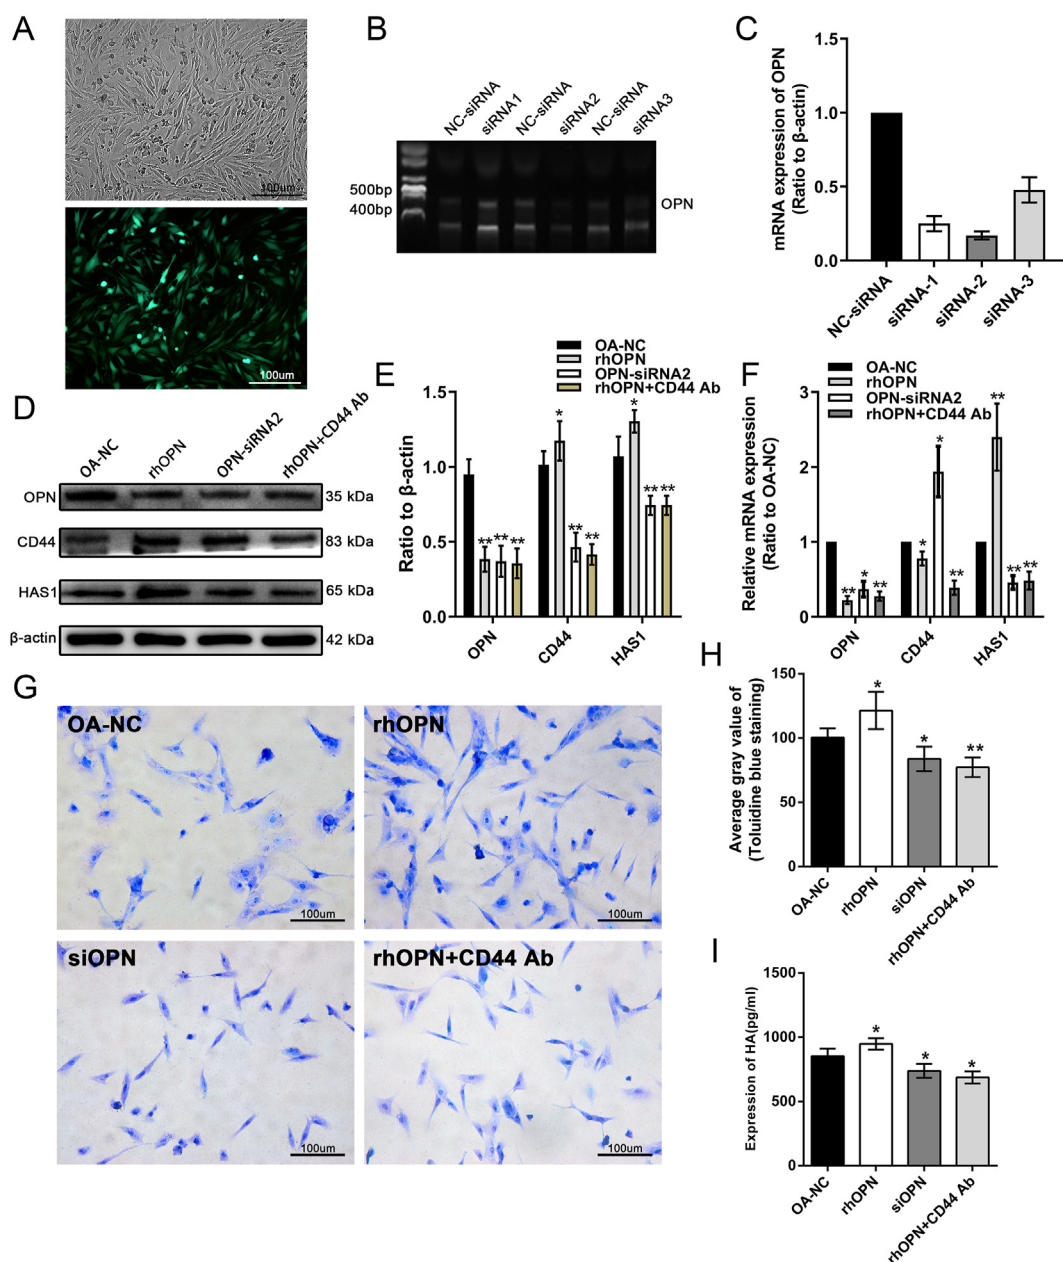 A
100um
100um
B
NC-siRNA
siRNA1
NC-siRNA
siRNA2
NC-siRNA
siRNA3
500bp
400bp
OPN
C
mRNA expression of OPN
(Ratio to β-actin)
1.5
1.0
0.5
0.0
NC-siRNA
siRNA-1
siRNA-2
siRNA-3
D
OA-NC
rhOPN
OPN-siRNA2
rhOPN+CD44 Ab
OPN
35 kDa
CD44
83 kDa
HAS1
65 kDa
β-actin
42 kDa
E
OA-NC
rhOPN
OPN-siRNA2
rhOPN+CD44 Ab
Ratio to β-actin
1.5
1.0
0.5
0.0
** ** **
*
** **
*
** **
OPN
CD44
HAS1
F
OA-NC
rhOPN
OPN-siRNA2
rhOPN+CD44 Ab
Relative mRNA expression
(Ratio to OA-NC)
3
2
1
0
** * **
* * **
** ** **
OPN
CD44
HAS1
G
OA-NC
100um
rhOPN
100um
siOPN
100um
rhOPN+CD44 Ab
100um
H
Average gray value of
(Toluidine blue staining)
150
100
50
0
*
*
**
OA-NC
rhOPN
siOPN
rhOPN+CD44 Ab
I
Expression of HA(pg/ml)
1500
1000
500
0
*
*
*
OA-NC
rhOPN
siOPN
rhOPN+CD44 Ab